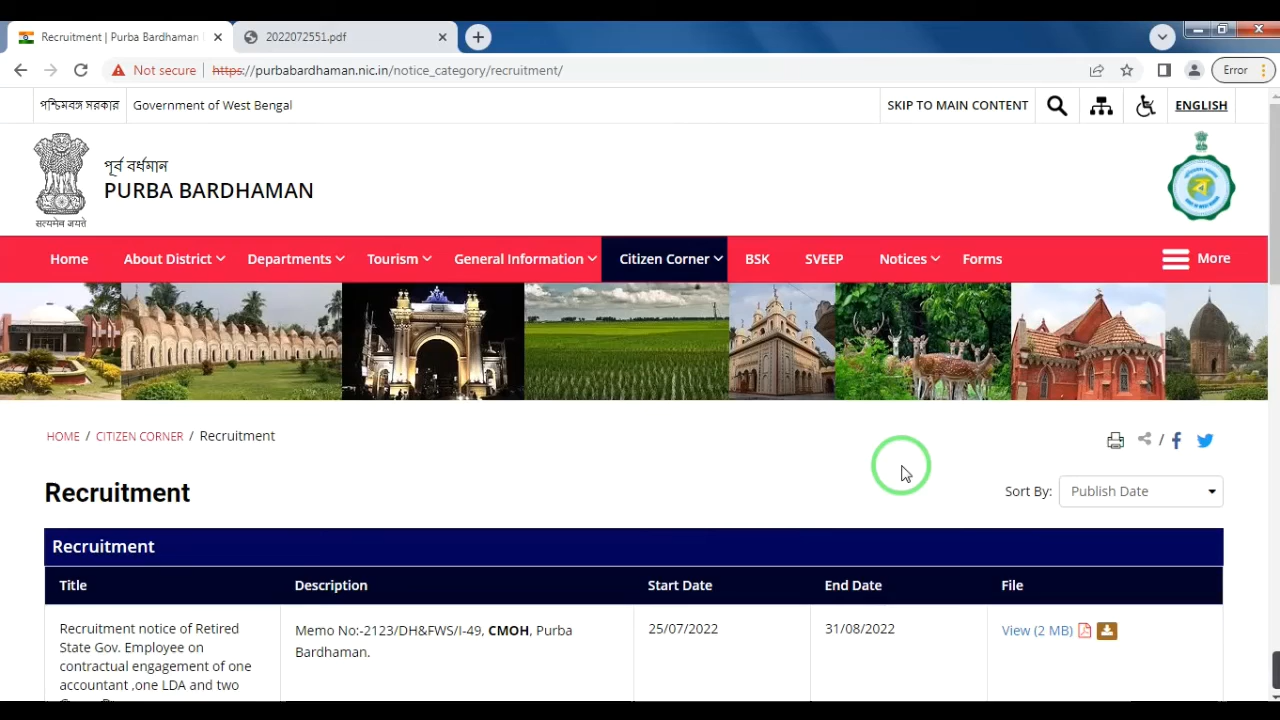 Recruitment | Purba Bardhaman
2022072551.pdf
Not secure
https://purbabardhaman.nic.in/notice_category/recruitment/
Error
পশ্চিমবঙ্গ সরকার
Government of West Bengal
SKIP TO MAIN CONTENT
ENGLISH
পূর্ব বর্ধমান
PURBA BARDHAMAN
सत्यमेव जयते
Home
About District
Departments
Tourism
General Information
Citizen Corner
BSK
SVEEP
Notices
Forms
More
HOME / CITIZEN CORNER / Recruitment
Recruitment
Sort By: Publish Date
Recruitment
Title
Description
Start Date
End Date
File
Recruitment notice of Retired
State Gov. Employee on
contractual engagement of one
accountant ,one LDA and two
Memo No:-2123/DH&FWS/I-49, CMOH, Purba
Bardhaman.
25/07/2022
31/08/2022
View (2 MB)